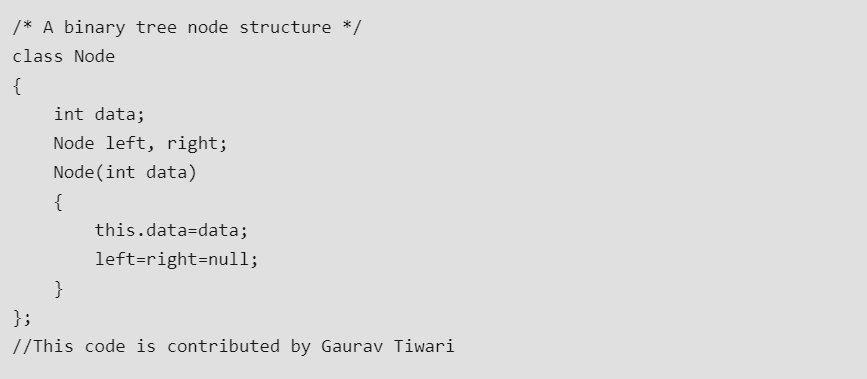 /* A binary tree node structure */
class Node
{
    int data;
    Node left, right;
    Node(int data)
    {
        this.data=data;
        left=right=null;
    }
};
//This code is contributed by Gaurav Tiwari